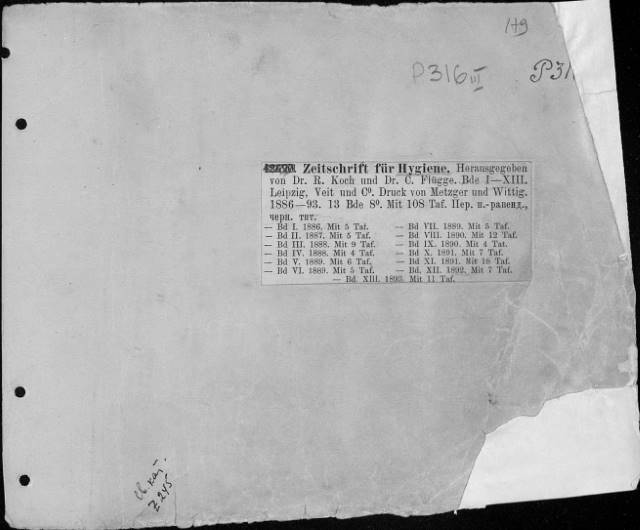 149
P316 III P31
Zeitschrift für Hygiene, Herausgegeben
von Dr. R. Koch und Dr. C. Flügge. Bde I—XIII.
Leipzig, Veit und Cº. Druck von Metzger und Wittig.
1886—93. 13 Bde 8º. Mit 108 Taf. Пер. п.-раненд.,
черн. тит.
— Bd I. 1886. Mit 5 Taf.
— Bd II. 1887. Mit 5 Taf.
— Bd III. 1888. Mit 9 Taf.
— Bd IV. 1888. Mit 4 Taf.
— Bd V. 1889. Mit 6 Taf.
— Bd VI. 1889. Mit 5 Taf.
— Bd VII. 1889. Mit 5 Taf.
— Bd VIII. 1890. Mit 12 Taf.
— Bd IX. 1890. Mit 4 Tat.
— Bd X. 1891. Mit 7 Taf.
— Bd XI. 1891. Mit 18 Taf.
— Bd. XII. 1892. Mit 7 Taf.
— Bd. XIII. 1893. Mit 11 Taf.
Z 245